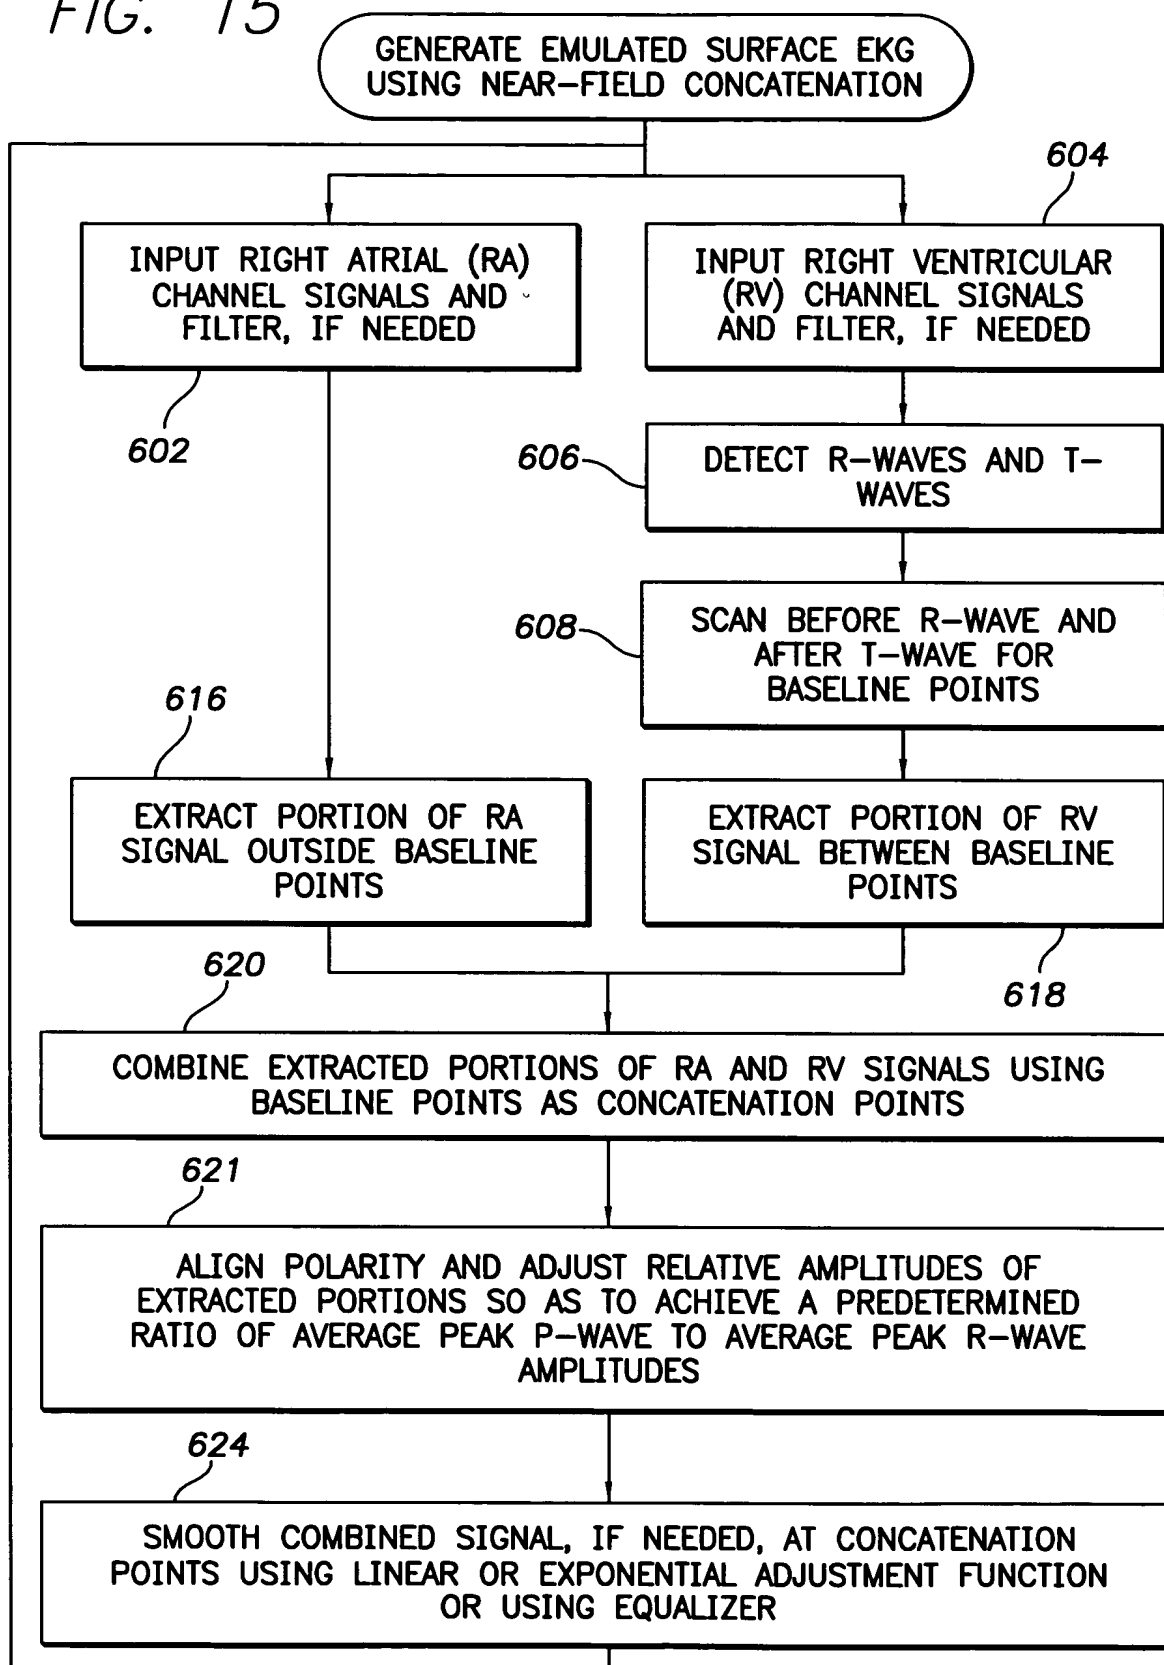 FIG. 15
GENERATE EMULATED SURFACE EKG
USING NEAR-FIELD CONCATENATION
604
INPUT RIGHT ATRIAL (RA)
CHANNEL SIGNALS AND
FILTER, IF NEEDED
INPUT RIGHT VENTRICULAR
(RV) CHANNEL SIGNALS
AND FILTER, IF NEEDED
602
606
DETECT R-WAVES AND T-
WAVES
608
SCAN BEFORE R-WAVE AND
AFTER T-WAVE FOR
BASELINE POINTS
616
EXTRACT PORTION OF RA
SIGNAL OUTSIDE BASELINE
POINTS
EXTRACT PORTION OF RV
SIGNAL BETWEEN BASELINE
POINTS
620
618
COMBINE EXTRACTED PORTIONS OF RA AND RV SIGNALS USING
BASELINE POINTS AS CONCATENATION POINTS
621
ALIGN POLARITY AND ADJUST RELATIVE AMPLITUDES OF
EXTRACTED PORTIONS SO AS TO ACHIEVE A PREDETERMINED
RATIO OF AVERAGE PEAK P-WAVE TO AVERAGE PEAK R-WAVE
AMPLITUDES
624
SMOOTH COMBINED SIGNAL, IF NEEDED, AT CONCATENATION
POINTS USING LINEAR OR EXPONENTIAL ADJUSTMENT FUNCTION
OR USING EQUALIZER